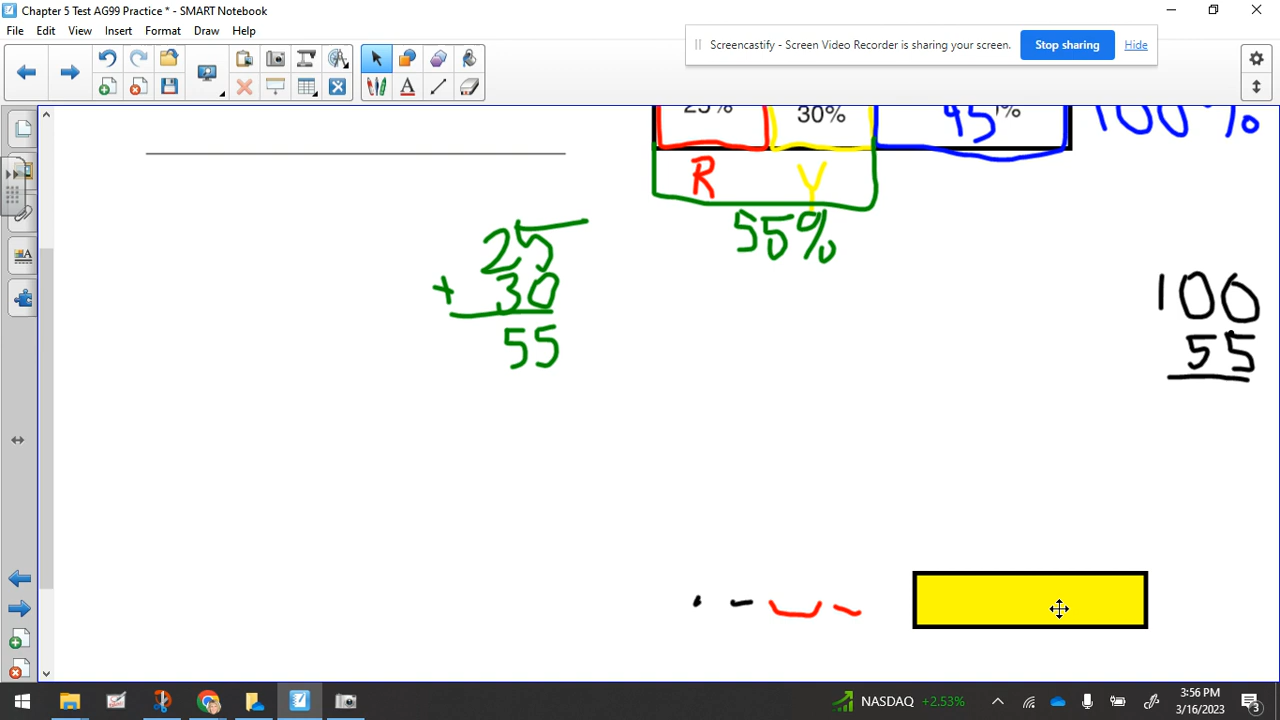 Chapter 5 Test AG99 Practice * - SMART Notebook
File Edit View Insert Format Draw Help
Screencastify - Screen Video Recorder is sharing your screen. Stop sharing Hide
25% 30% 45 % 100%
R Y
55%
25
+ 30
55
100
55
NASDAQ +2.53%
3:56 PM
3/16/2023
3